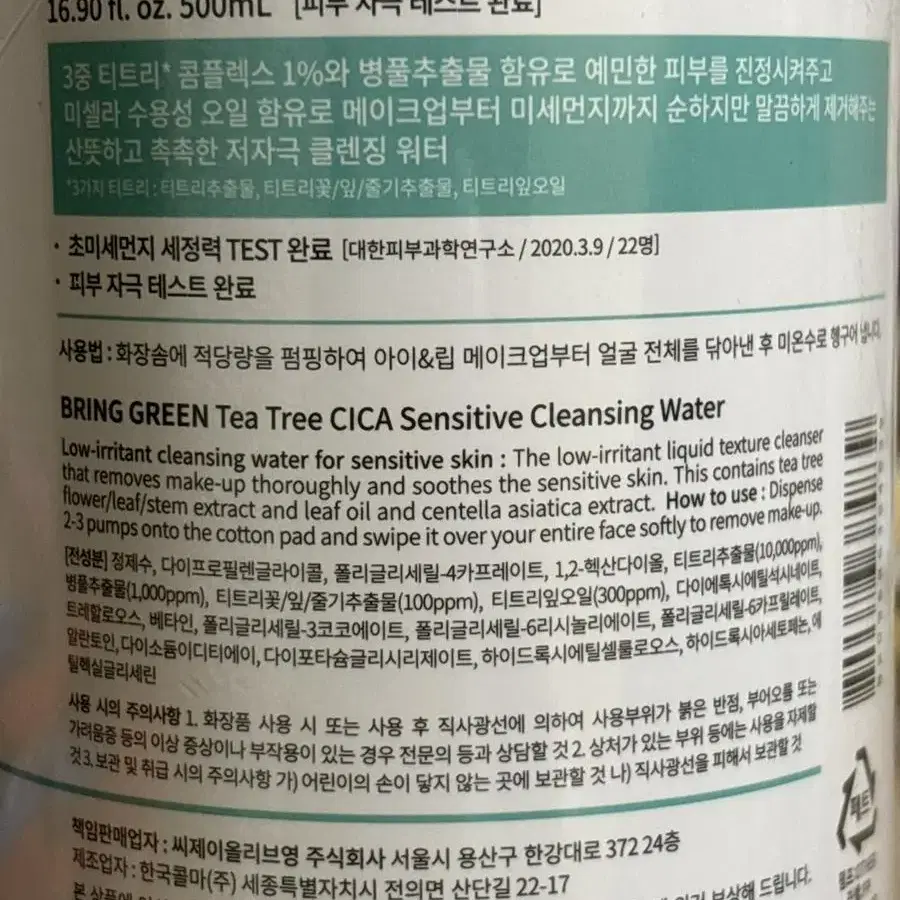 16.90 fl. oz. 500mL [피부 자극 테스트 완료]
3중 티트리* 콤플렉스 1%와 병풀추출물 함유로 예민한 피부를 진정시켜주고
미셀라 수용성 오일 함유로 메이크업부터 미세먼지까지 순하지만 말끔하게 제거해주는
산뜻하고 촉촉한 저자극 클렌징 워터
*3가지 티트리 : 티트리추출물, 티트리꽃/잎/줄기추출물, 티트리잎오일
· 초미세먼지 세정력 TEST 완료 [대한피부과학연구소 / 2020.3.9 / 22명]
· 피부 자극 테스트 완료
사용법 : 화장솜에 적당량을 펌핑하여 아이&립 메이크업부터 얼굴 전체를 닦아낸 후 미온수로 헹구어 냅니다.
BRING GREEN Tea Tree CICA Sensitive Cleansing Water
Low-irritant cleansing water for sensitive skin : The low-irritant liquid texture cleanser
that removes make-up thoroughly and soothes the sensitive skin. This contains tea tree
flower/leaf/stem extract and leaf oil and centella asiatica extract. How to use : Dispense
2-3 pumps onto the cotton pad and swipe it over your entire face softly to remove make-up.
[전성분] 정제수, 다이프로필렌글라이콜, 폴리글리세릴-4카프레이트, 1,2-헥산다이올, 티트리추출물(10,000ppm),
병풀추출물(1,000ppm), 티트리꽃/잎/줄기추출물(100ppm), 티트리잎오일(300ppm), 다이에톡시에틸석시네이트,
트레할로오스, 베타인, 폴리글리세릴-3코코에이트, 폴리글리세릴-6리시놀리에이트, 폴리글리세릴-6카프릴레이트,
알란토인, 다이소듐이디티에이, 다이포타슘글리시리제이트, 하이드록시에틸셀룰로오스, 하이드록시아세토페논, 에
틸헥실글리세린
사용 시의 주의사항 1. 화장품 사용 시 또는 사용 후 직사광선에 의하여 사용부위가 붉은 반점, 부어오름 또는
가려움증 등의 이상 증상이나 부작용이 있는 경우 전문의 등과 상담할 것 2. 상처가 있는 부위 등에는 사용을 자제할
것 3. 보관 및 취급 시의 주의사항 가) 어린이의 손이 닿지 않는 곳에 보관할 것 나) 직사광선을 피해서 보관할 것
페트
책임판매업자 : 씨제이올리브영 주식회사 서울시 용산구 한강대로 372 24층
제조업자 : 한국콜마(주) 세종특별자치시 전의면 산단길 22-17
본 상품에 보상해 드립니다.